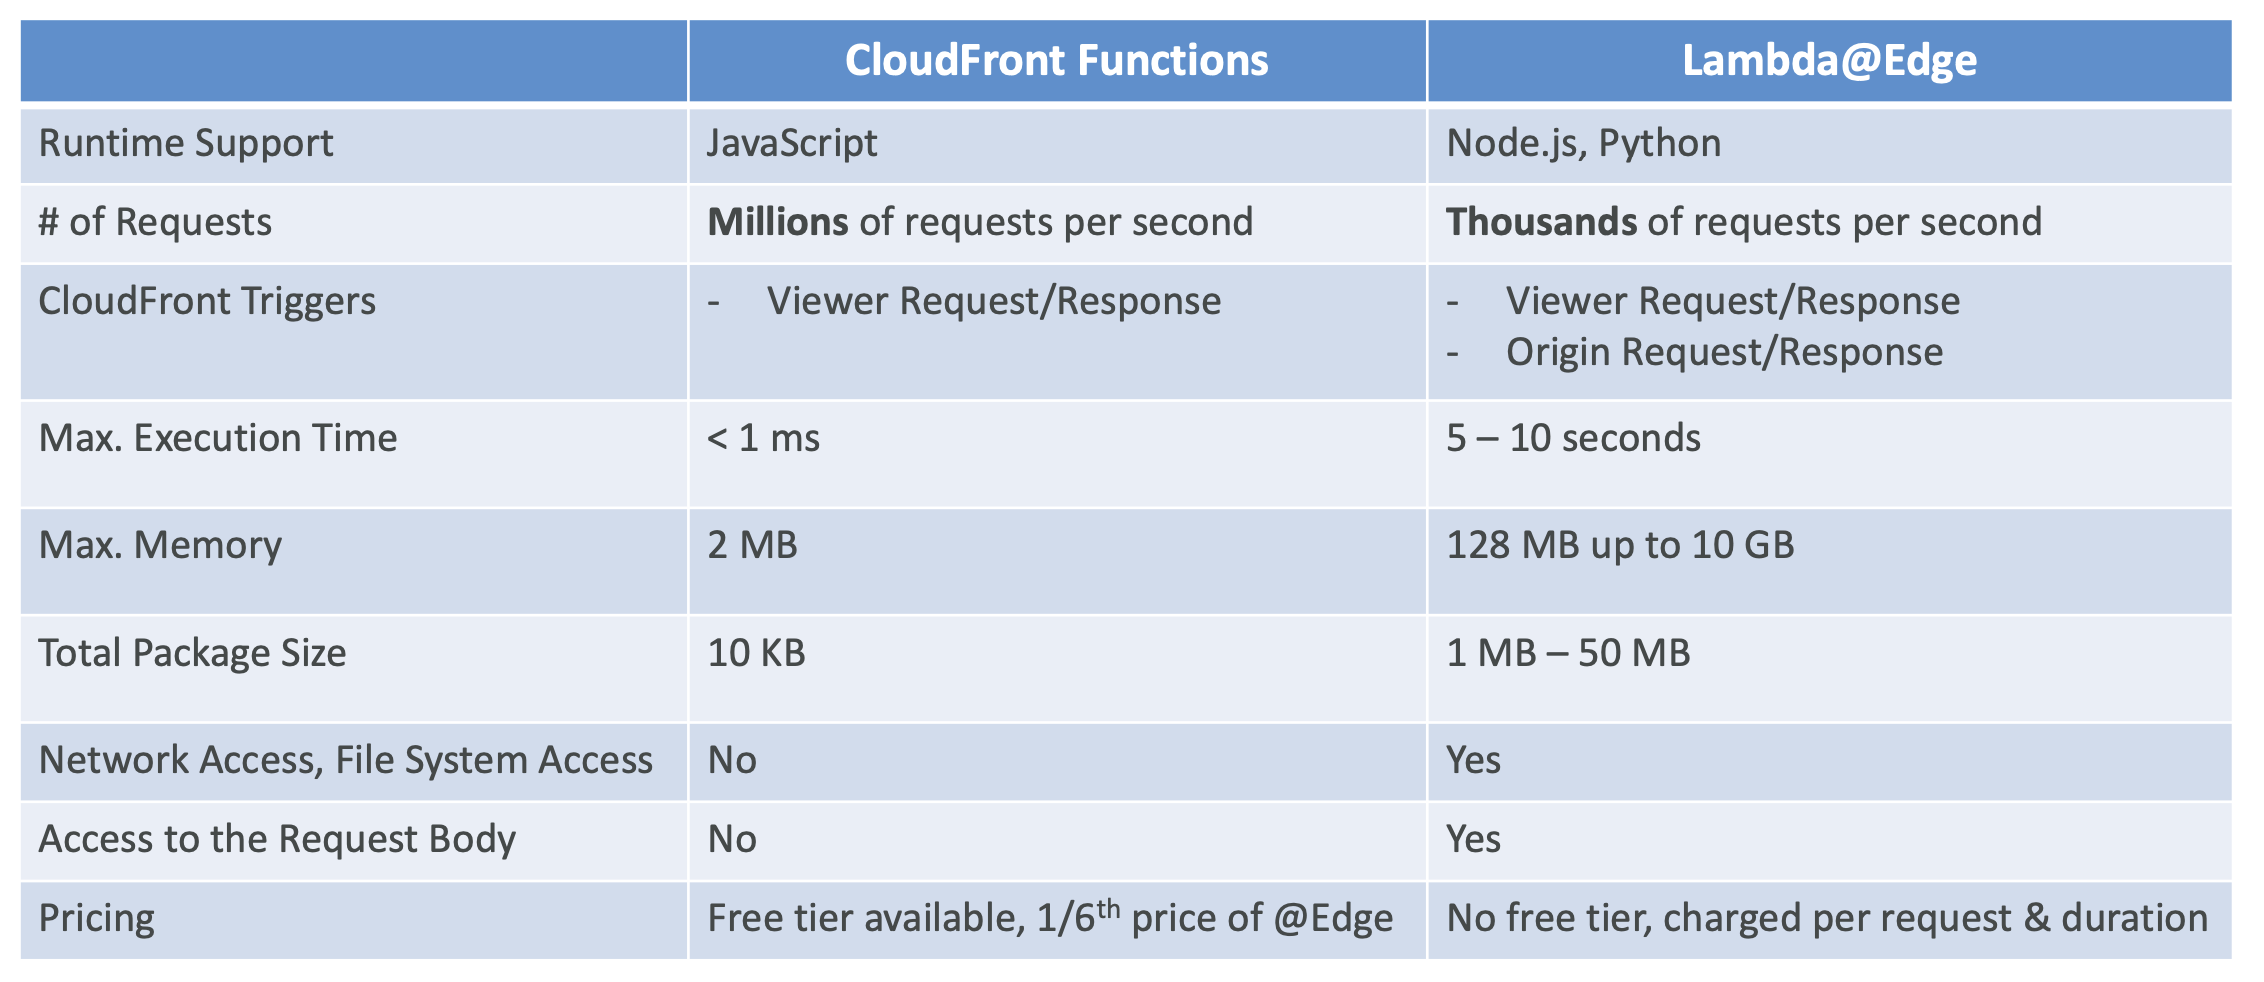 CloudFront Functions Lambda@Edge
Runtime Support JavaScript Node.js, Python
# of Requests Millions of requests per second Thousands of requests per second
CloudFront Triggers - Viewer Request/Response - Viewer Request/Response
- Origin Request/Response
Max. Execution Time < 1 ms 5 – 10 seconds
Max. Memory 2 MB 128 MB up to 10 GB
Total Package Size 10 KB 1 MB – 50 MB
Network Access, File System Access No Yes
Access to the Request Body No Yes
Pricing Free tier available, 1/6th price of @Edge No free tier, charged per request & duration